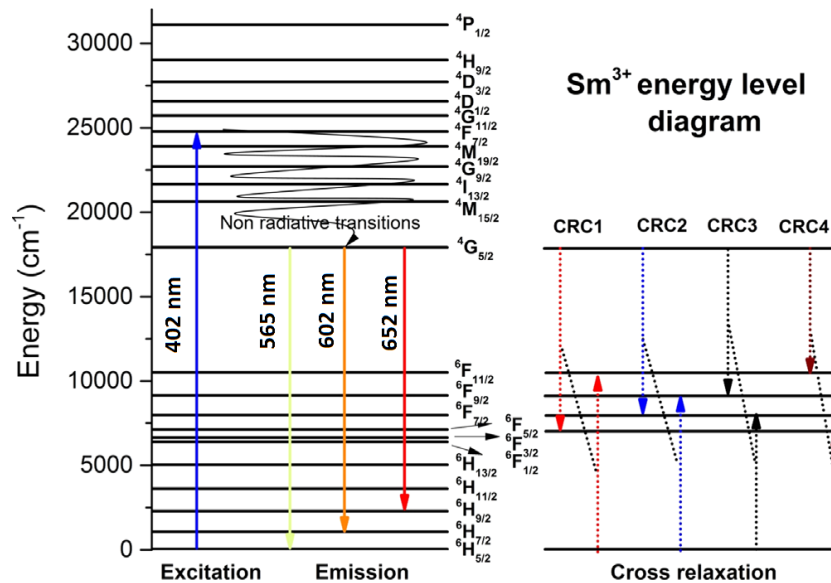 Sm³⁺ energy level
diagram
Energy (cm⁻¹)
30000
25000
20000
15000
10000
5000
0
⁴P₁/₂
⁴H₉/₂
⁴D₃/₂
⁴D₁/₂
⁴G₁₁/₂
⁴F₇/₂
⁴M₁₉/₂
⁴G₉/₂
⁴I₁₃/₂
⁴M₁₅/₂
Non radiative transitions
⁴G₅/₂
402 nm
565 nm
602 nm
652 nm
⁶F₁₁/₂
⁶F₉/₂
⁶F₇/₂
⁶F₅/₂
⁶F₃/₂
⁶F₁/₂
⁶H₁₃/₂
⁶H₁₁/₂
⁶H₉/₂
⁶H₇/₂
⁶H₅/₂
Excitation
Emission
CRC1
CRC2
CRC3
CRC4
Cross relaxation